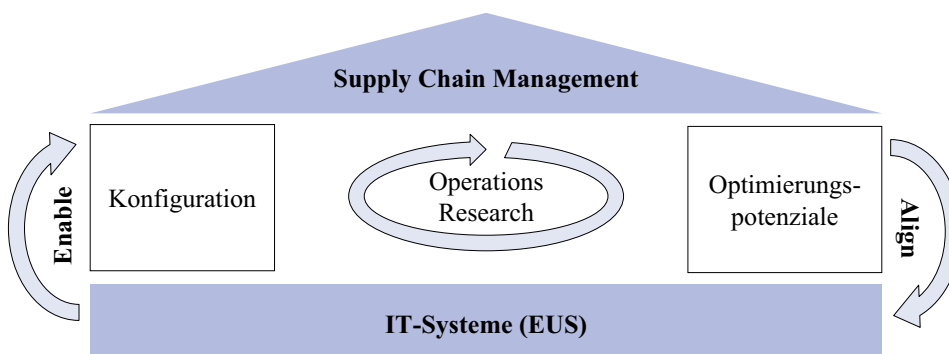 Supply Chain Management
Enable
Konfiguration
Operations
Research
Optimierungs-
potenziale
Align
IT-Systeme (EUS)